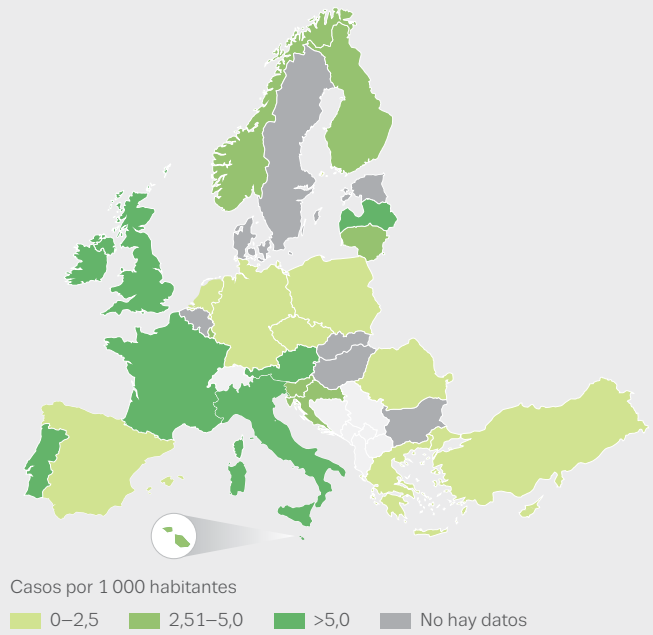 Casos por 1 000 habitantes
0–2,5 2,51–5,0 >5,0 No hay datos